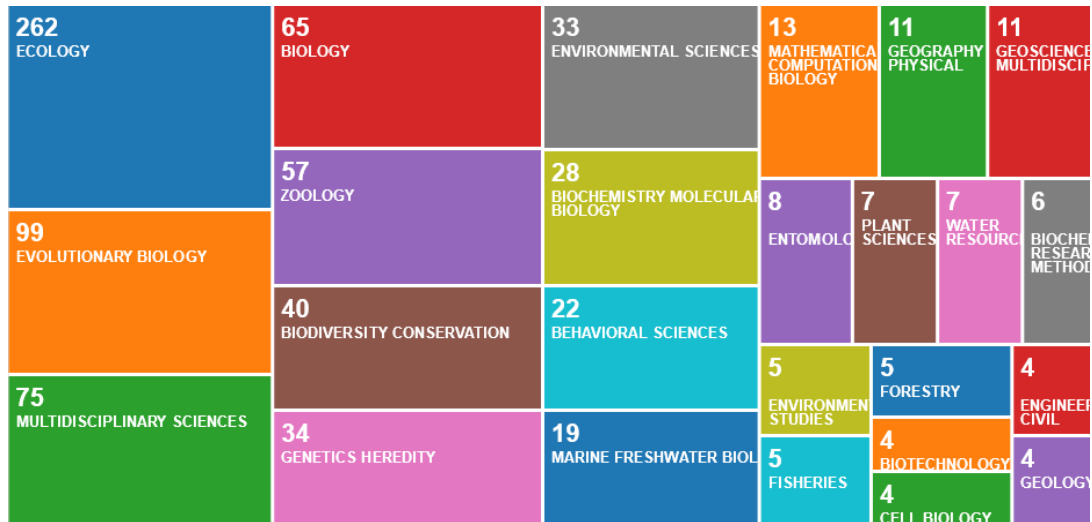 262
ECOLOGY
99
EVOLUTIONARY BIOLOGY
75
MULTIDISCIPLINARY SCIENCES
65
BIOLOGY
57
ZOOLOGY
40
BIODIVERSITY CONSERVATION
34
GENETICS HEREDITY
33
ENVIRONMENTAL SCIENCES
28
BIOCHEMISTRY MOLECULAR
BIOLOGY
22
BEHAVIORAL SCIENCES
19
MARINE FRESHWATER BIOL
13
MATHEMATICA
COMPUTATION
BIOLOGY
11
GEOGRAPHY
PHYSICAL
11
GEOSCIENCE
MULTIDISCIP
8
ENTOMOLO
7
PLANT
SCIENCES
7
WATER
RESOURC
6
BIOCHEM
RESEAR
METHOD
5
ENVIRONMEN
STUDIES
5
FISHERIES
5
FORESTRY
4
BIOTECHNOLOGY
4
CELL BIOLOGY
4
ENGINEER
CIVIL
4
GEOLOGY